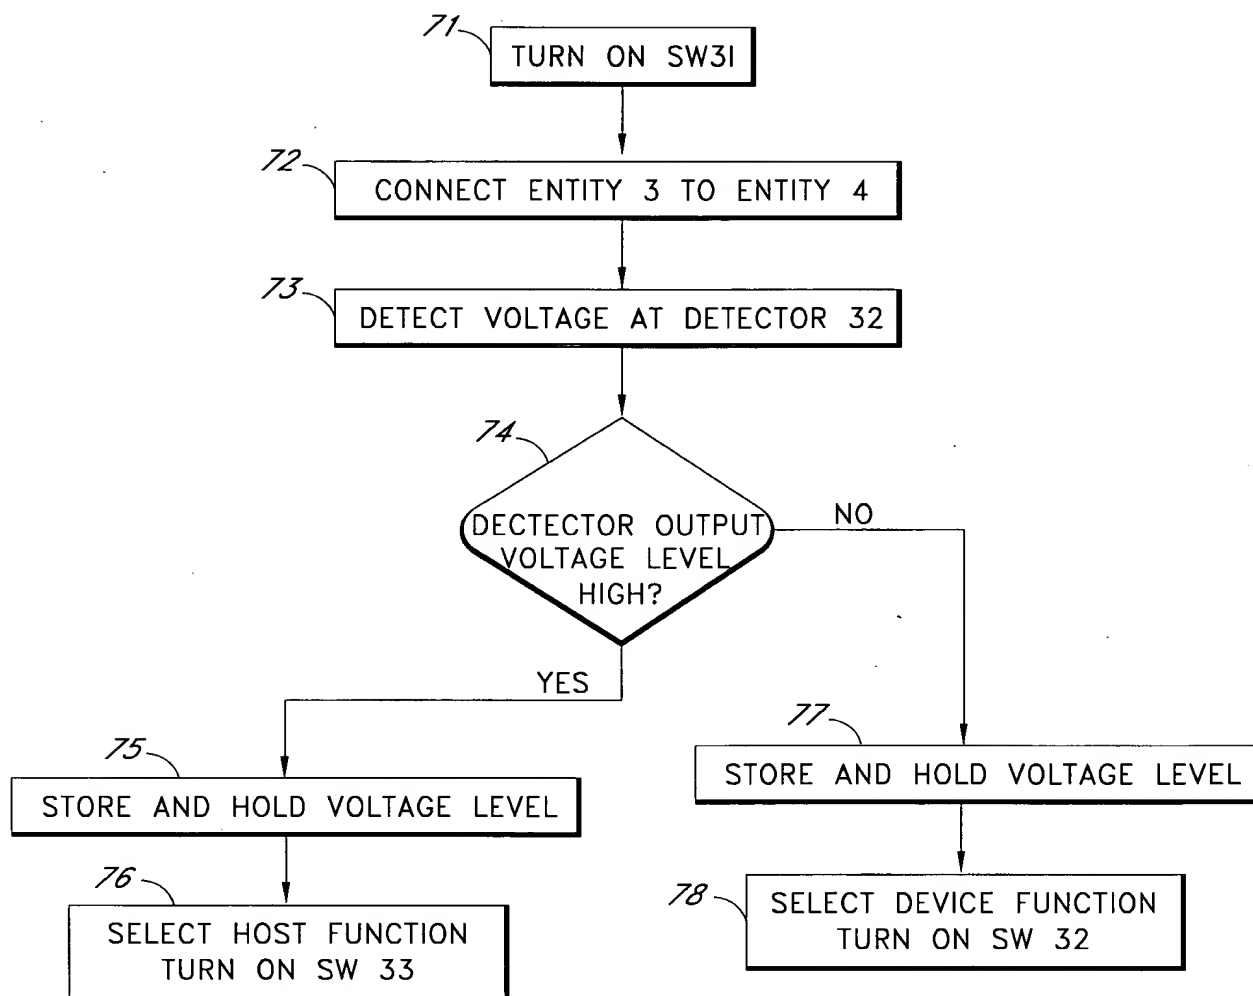 71
TURN ON SW31
72
CONNECT ENTITY 3 TO ENTITY 4
73
DETECT VOLTAGE AT DETECTOR 32
74
DECTECTOR OUTPUT
VOLTAGE LEVEL
HIGH?
NO
YES
75
STORE AND HOLD VOLTAGE LEVEL
77
STORE AND HOLD VOLTAGE LEVEL
76
SELECT HOST FUNCTION
TURN ON SW 33
78
SELECT DEVICE FUNCTION
TURN ON SW 32